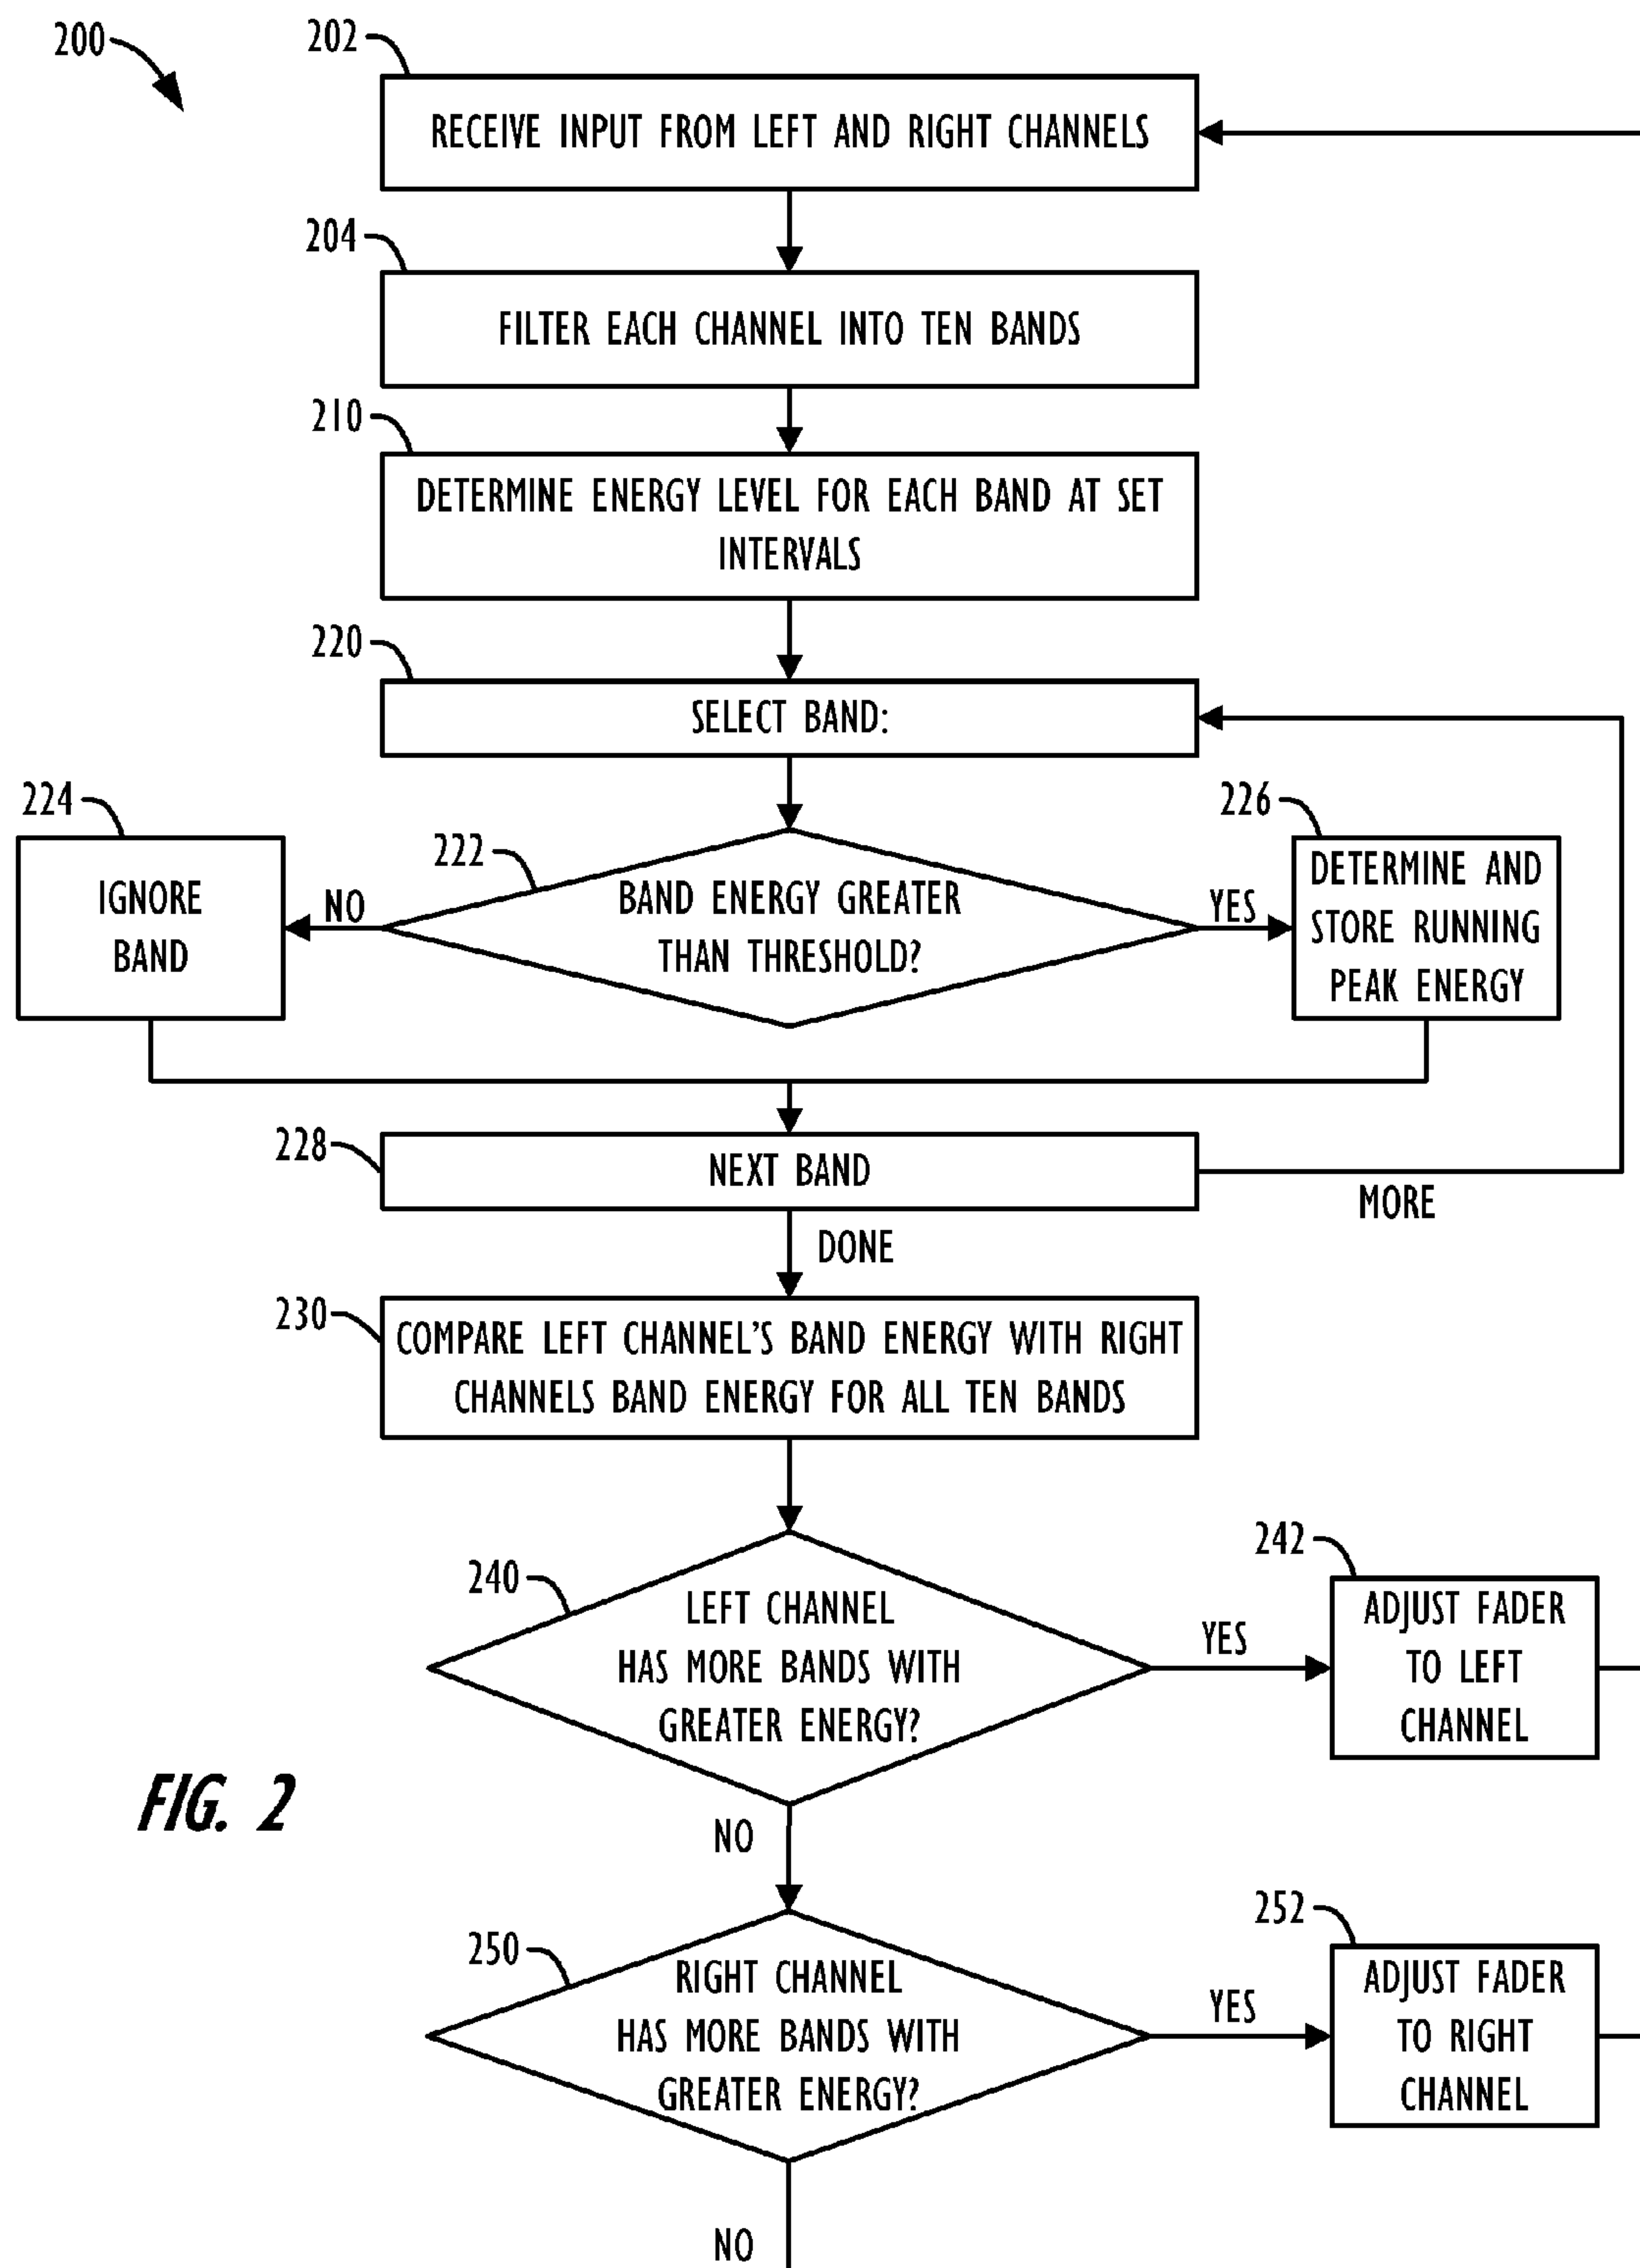 200
202
RECEIVE INPUT FROM LEFT AND RIGHT CHANNELS
204
FILTER EACH CHANNEL INTO TEN BANDS
210
DETERMINE ENERGY LEVEL FOR EACH BAND AT SET
INTERVALS
220
SELECT BAND:
224
IGNORE
BAND
NO
222
BAND ENERGY GREATER
THAN THRESHOLD?
YES
226
DETERMINE AND
STORE RUNNING
PEAK ENERGY
228
NEXT BAND
MORE
DONE
230
COMPARE LEFT CHANNEL'S BAND ENERGY WITH RIGHT
CHANNELS BAND ENERGY FOR ALL TEN BANDS
240
LEFT CHANNEL
HAS MORE BANDS WITH
GREATER ENERGY?
YES
242
ADJUST FADER
TO LEFT
CHANNEL
FIG. 2
NO
250
RIGHT CHANNEL
HAS MORE BANDS WITH
GREATER ENERGY?
YES
252
ADJUST FADER
TO RIGHT
CHANNEL
NO